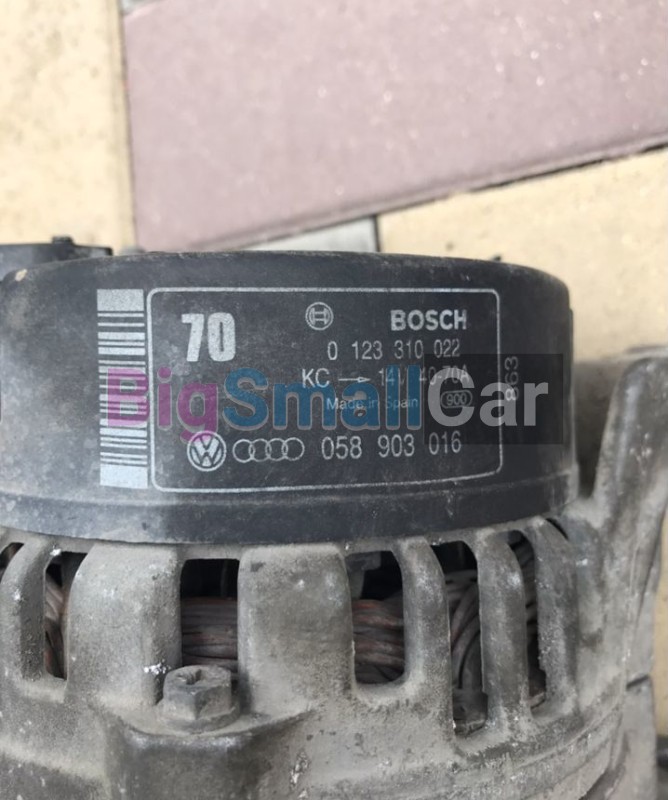 70 BOSCH
0 123 310 022
KC → 14V 40-70A
Made in Spain 900
058 903 016
863
BigSmallCar